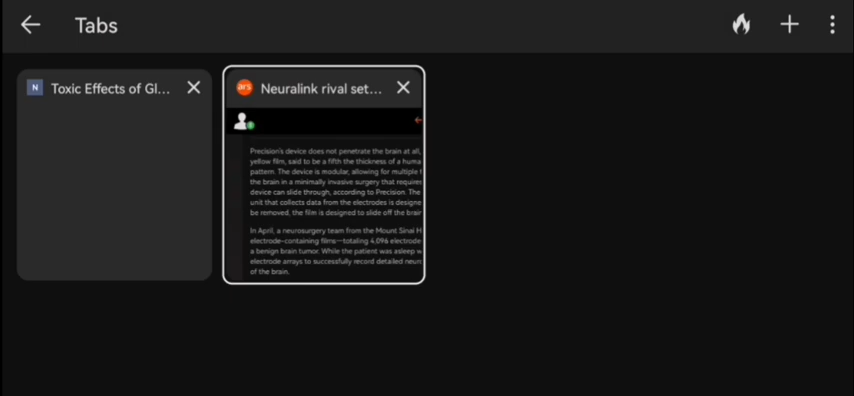 Tabs
N Toxic Effects of Gl...
ars Neuralink rival set...
Precision's device does not penetrate the brain at all,
yellow film, said to be a fifth the thickness of a huma
pattern. The device is modular, allowing for multiple f
the brain in a minimally invasive surgery that requires
device can slide through, according to Precision. The
unit that collects data from the electrodes is designe
be removed, the film is designed to slide off the brain
In April, a neurosurgery team from the Mount Sinai H
electrode-containing films—totaling 4,096 electrode
a benign brain tumor. While the patient was asleep w
electrode arrays to successfully record detailed neuro
of the brain.